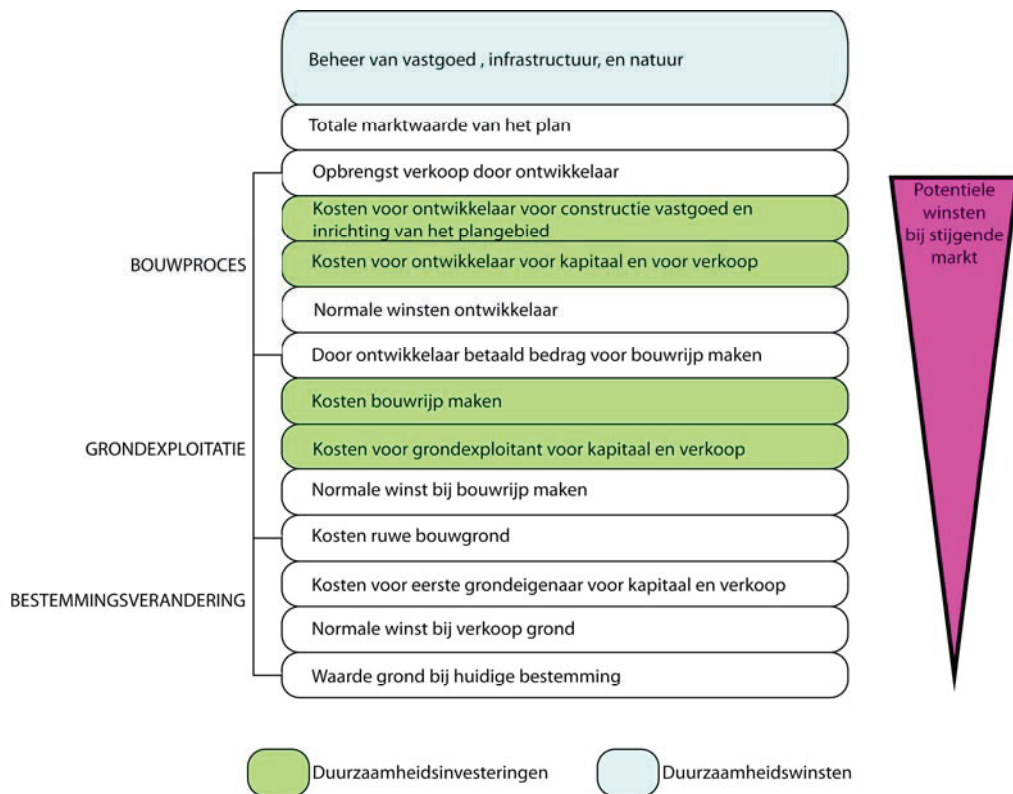 Beheer van vastgoed , infrastructuur, en natuur
Totale marktwaarde van het plan
Opbrengst verkoop door ontwikkelaar
Kosten voor ontwikkelaar voor constructie vastgoed en
inrichting van het plangebied
Kosten voor ontwikkelaar voor kapitaal en voor verkoop
Normale winsten ontwikkelaar
Door ontwikkelaar betaald bedrag voor bouwrijp maken
Kosten bouwrijp maken
Kosten voor grondexploitant voor kapitaal en verkoop
Normale winst bij bouwrijp maken
Kosten ruwe bouwgrond
Kosten voor eerste grondeigenaar voor kapitaal en verkoop
Normale winst bij verkoop grond
Waarde grond bij huidige bestemming
BOUWPROCES
GRONDEXPLOITATIE
BESTEMMINGSVERANDERING
Potentiele
winsten
bij stijgende
markt
Duurzaamheidsinvesteringen
Duurzaamheidswinsten